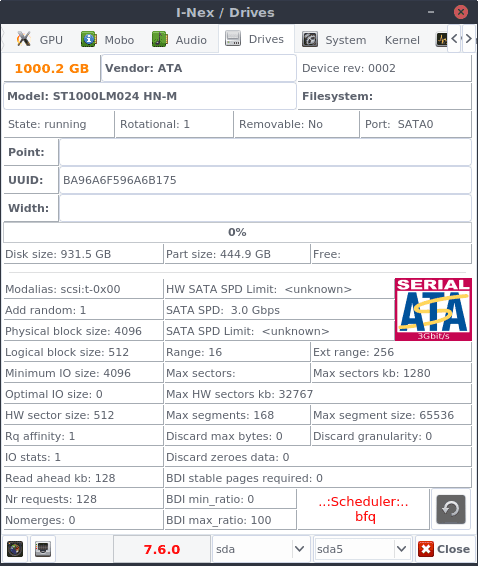 I-Nex / Drives
GPU Mobo Audio Drives System Kernel
1000.2 GB Vendor: ATA Device rev: 0002
Model: ST1000LM024 HN-M Filesystem:
State: running Rotational: 1 Removable: No Port: SATA0
Point:
UUID: BA96A6F596A6B175
Width:
0%
Disk size: 931.5 GB Part size: 444.9 GB Free:
Modalias: scsi:t-0x00 HW SATA SPD Limit: <unknown>
Add random: 1 SATA SPD: 3.0 Gbps
Physical block size: 4096 SATA SPD Limit: <unknown>
SERIAL
ATA
3Gbit/s
Logical block size: 512 Range: 16 Ext range: 256
Minimum IO size: 4096 Max sectors: Max sectors kb: 1280
Optimal IO size: 0 Max HW sectors kb: 32767
HW sector size: 512 Max segments: 168 Max segment size: 65536
Rq affinity: 1 Discard max bytes: 0 Discard granularity: 0
IO stats: 1 Discard zeroes data: 0
Read ahead kb: 128 BDI stable pages required: 0
Nr requests: 128 BDI min_ratio: 0
Nomerges: 0 BDI max_ratio: 100
..:Scheduler:..
bfq
7.6.0 sda sda5 Close